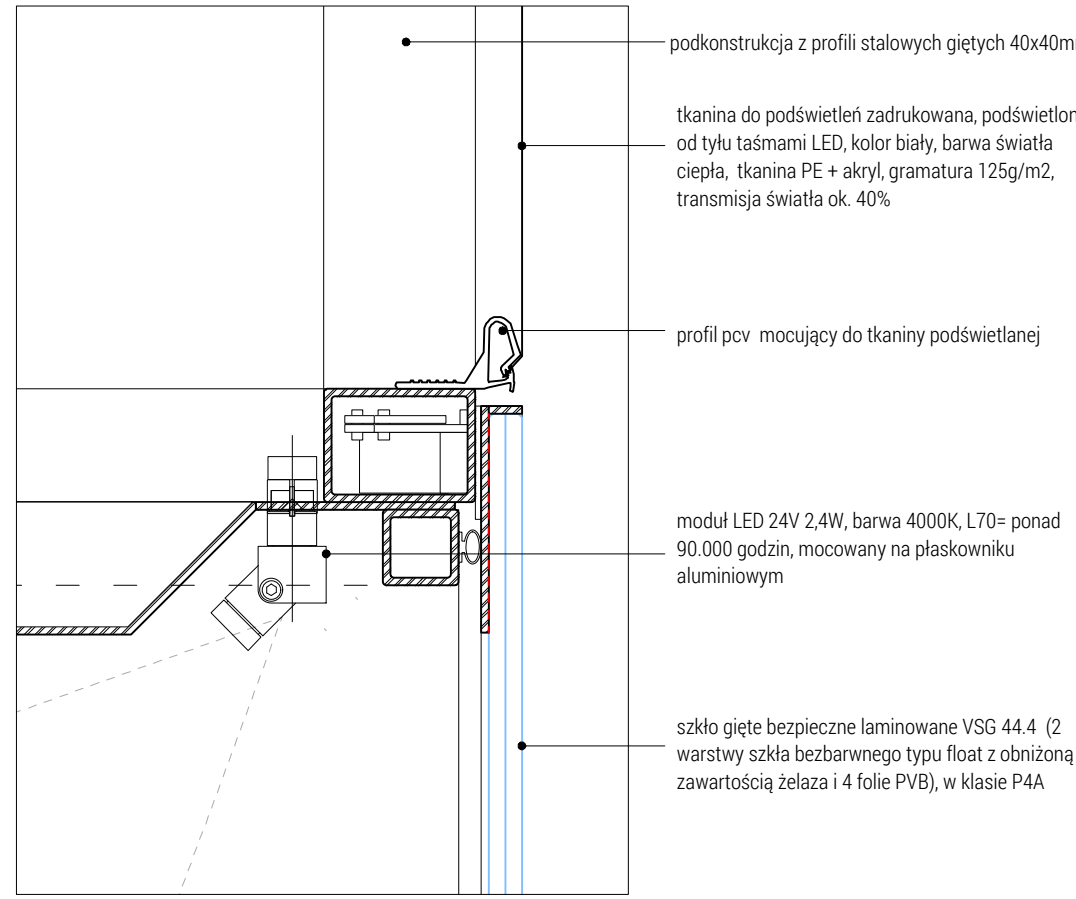 podkonstrukcja z profili stalowych giętych 40x40m
tkanina do podświetleń zadrukowana, podświetlon
od tyłu taśmami LED, kolor biały, barwa światła
ciepła, tkanina PE + akryl, gramatura 125g/m2,
transmisja światła ok. 40%
profil pcv mocujący do tkaniny podświetlanej
moduł LED 24V 2,4W, barwa 4000K, L70= ponad
90.000 godzin, mocowany na płaskowniku
aluminiowym
szkło gięte bezpieczne laminowane VSG 44.4 (2
warstwy szkła bezbarwnego typu float z obniżoną
zawartością żelaza i 4 folie PVB), w klasie P4A